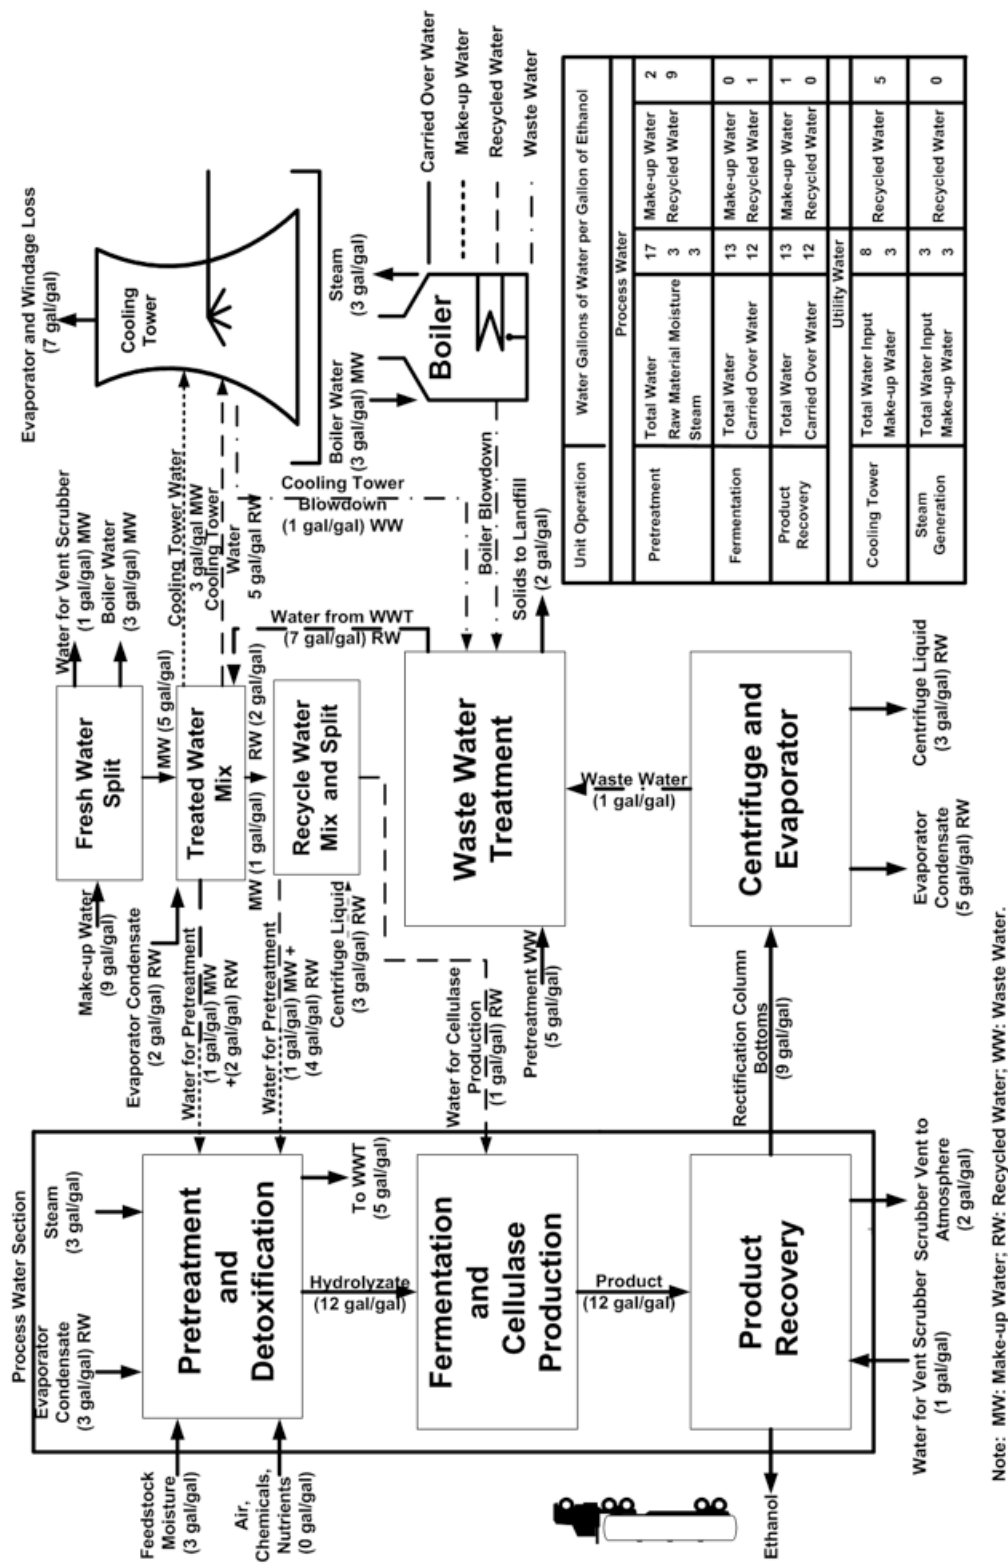 Process Water Section
Evaporator
Condensate
(3 gal/gal) RW
Steam
(3 gal/gal)
Feedstock
Moisture
(3 gal/gal)
Air,
Chemicals,
Nutrients
(0 gal/gal)
Pretreatment
and
Detoxification
To WWT
(5 gal/gal)
Hydrolyzate
(12 gal/gal)
Fermentation
and
Cellulase
Production
Product
(12 gal/gal)
Product
Recovery
Ethanol
Water for Vent Scrubber
(1 gal/gal)
Scrubber Vent to
Atmosphere
(2 gal/gal)
Make-up Water
(9 gal/gal)
Evaporator Condensate
(2 gal/gal) RW
Water for Pretreatment
(1 gal/gal) MW
+(2 gal/gal) RW
Water for Pretreatment
(1 gal/gal) MW +
(4 gal/gal) RW
Centrifuge Liquid
(3 gal/gal) RW
Water for Cellulase
Production
(1 gal/gal) RW
Pretreatment WW
(5 gal/gal)
Rectification Column
Bottoms
(9 gal/gal)
Fresh Water
Split
Water for Vent Scrubber
(1 gal/gal) MW
Boiler Water
(3 gal/gal) MW
MW (5 gal/gal)
Treated Water
Mix
MW (1 gal/gal)
RW (2 gal/gal)
Recycle Water
Mix and Split
Water from WWT
(7 gal/gal) RW
Waste Water
Treatment
Waste Water
(1 gal/gal)
Centrifuge and
Evaporator
Evaporator
Condensate
(5 gal/gal) RW
Centrifuge Liquid
(3 gal/gal) RW
Cooling Tower Water
3 gal/gal MW
Cooling Tower
Water
5 gal/gal RW
Cooling Tower
Blowdown
(1 gal/gal) WW
Boiler Blowdown
Solids to Landfill
(2 gal/gal)
Evaporator and Windage Loss
(7 gal/gal)
Cooling
Tower
Boiler Water
(3 gal/gal) MW
Steam
(3 gal/gal)
Boiler
Carried Over Water
Make-up Water
Recycled Water
Waste Water
Unit Operation Water Gallons of Water per Gallon of Ethanol
Process Water
Pretreatment
Total Water 17 Make-up Water 2
Raw Material Moisture 3 Recycled Water 9
Steam 3
Fermentation
Total Water 13 Make-up Water 0
Carried Over Water 12 Recycled Water 1
Product
Recovery
Total Water 13 Make-up Water 1
Carried Over Water 12 Recycled Water 0
Utility Water
Cooling Tower
Total Water Input 8 Recycled Water 5
Make-up Water 3
Steam
Generation
Total Water Input 3 Recycled Water 0
Make-up Water 3
Note: MW: Make-up Water; RW: Recycled Water; WW: Waste Water.